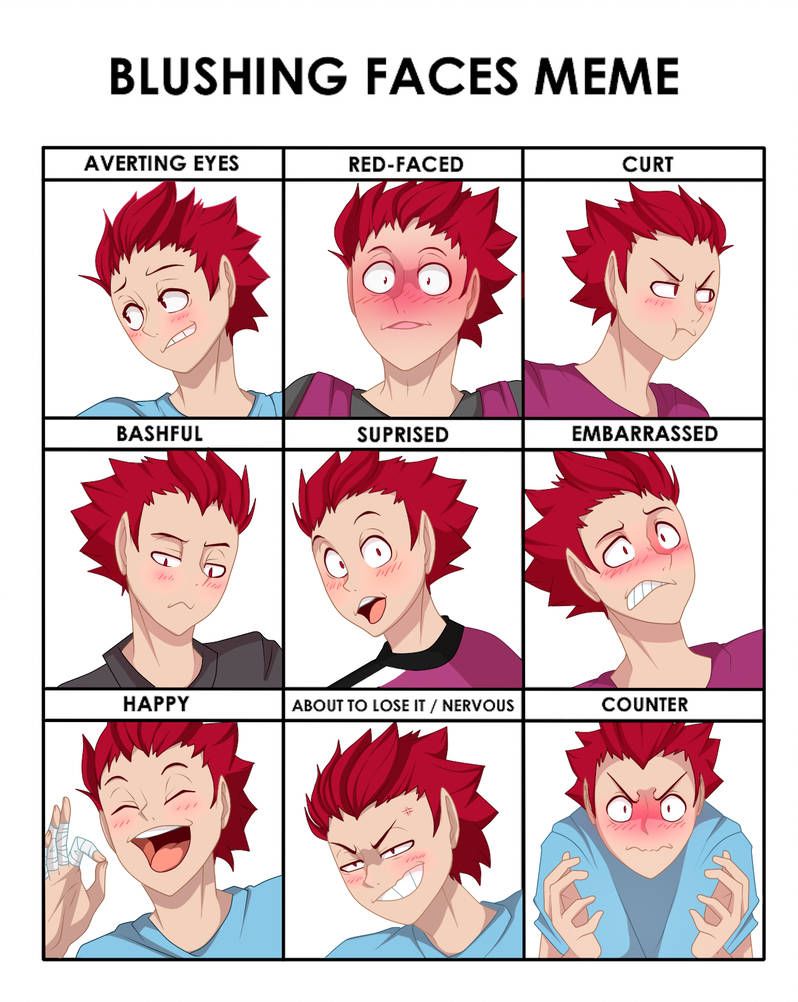 BLUSHING FACES MEME
AVERTING EYES
RED-FACED
CURT
BASHFUL
SUPRISED
EMBARRASSED
HAPPY
ABOUT TO LOSE IT / NERVOUS
COUNTER